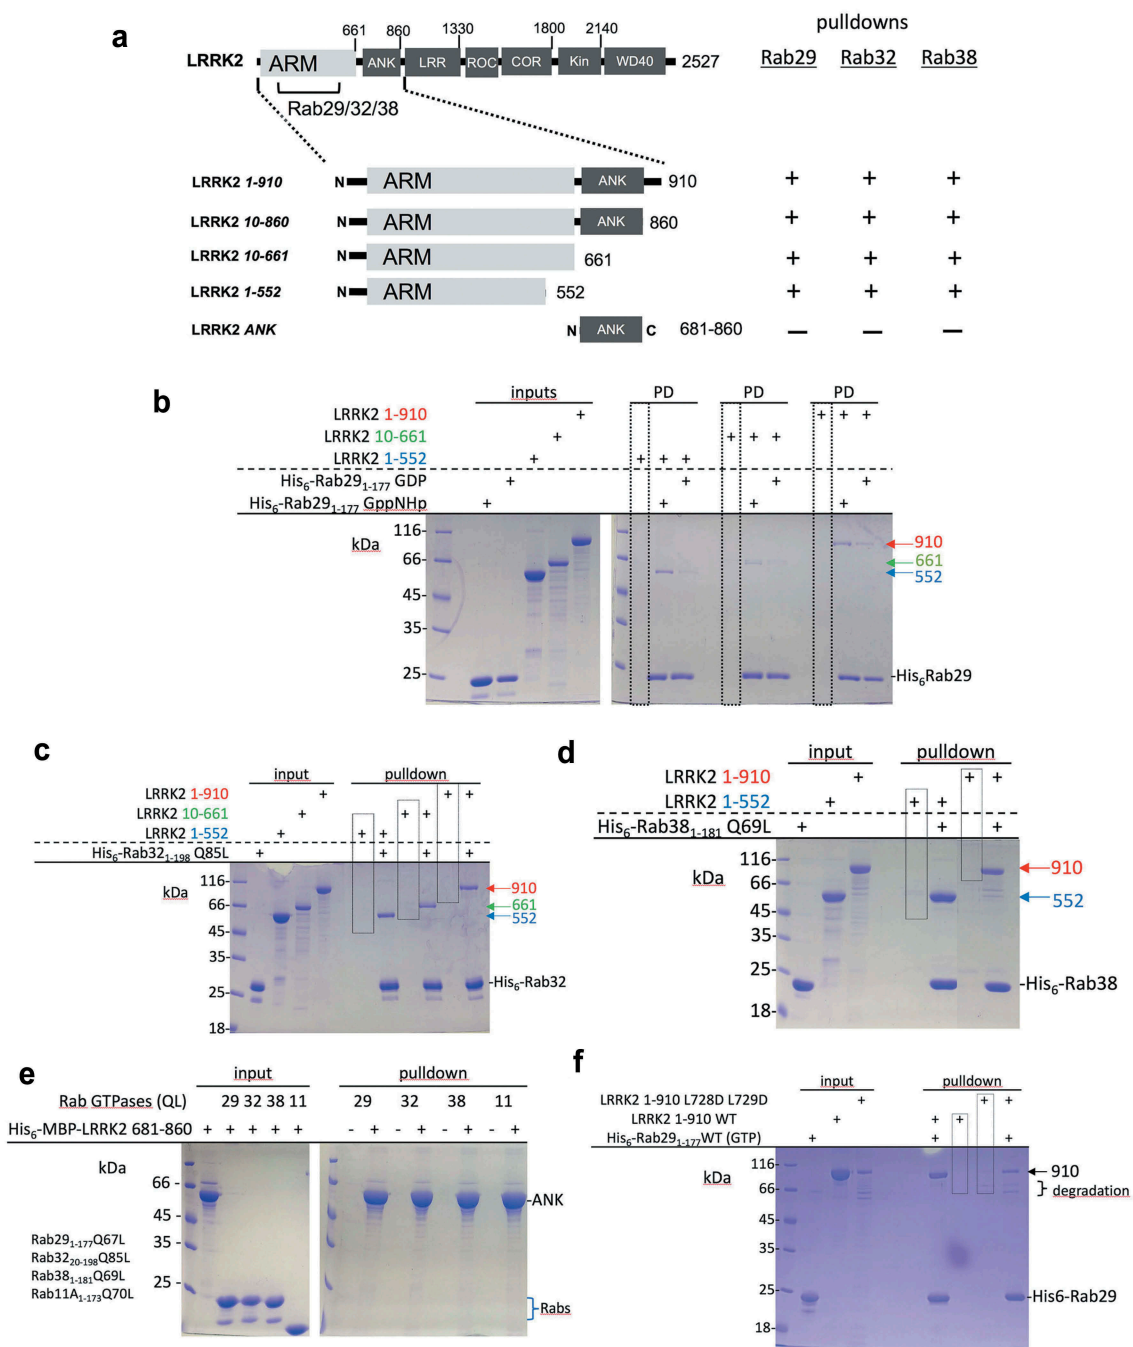 a
pulldowns
661 860 1330 1800 2140
Rab29 Rab32 Rab38
LRRK2 ARM ANK LRR ROC COR Kin WD40 2527
Rab29/32/38
LRRK2 1-910 N ARM ANK 910 + + +
LRRK2 10-860 N ARM ANK 860 + + +
LRRK2 10-661 N ARM 661 + + +
LRRK2 1-552 N ARM 552 + + +
LRRK2 ANK N ANK C 681-860 – – –
b
inputs PD PD PD
LRRK2 1-910 + + + +
LRRK2 10-661 + + + +
LRRK2 1-552 + + + +
His6-Rab291-177 GDP + + + +
His6-Rab291-177 GppNHp + + + +
kDa
116-
66-
45-
35-
25-
910
661
552
-His6Rab29
c
input pulldown
LRRK2 1-910 + + +
LRRK2 10-661 + + +
LRRK2 1-552 + + +
His6-Rab321-198 Q85L + + + +
kDa
116-
66-
45-
35-
25-
18-
910
661
552
-His6-Rab32
d
input pulldown
LRRK2 1-910 + + +
LRRK2 1-552 + + +
His6-Rab381-181 Q69L + + +
kDa
116-
66-
45-
35-
25-
18-
910
552
-His6-Rab38
e
input pulldown
Rab GTPases (QL) 29 32 38 11 29 32 38 11
His6-MBP-LRRK2 681-860 + + + + + - + - + - + - +
kDa
66 -
45 -
35 -
25 -
-ANK
Rabs
Rab291-177Q67L
Rab3220-198Q85L
Rab381-181Q69L
Rab11A1-173Q70L
f
input pulldown
LRRK2 1-910 L728D L729D + + +
LRRK2 1-910 WT + + +
His6-Rab291-177WT (GTP) + + +
kDa
116-
66-
45-
35-
25-
18-
910
degradation
-His6-Rab29